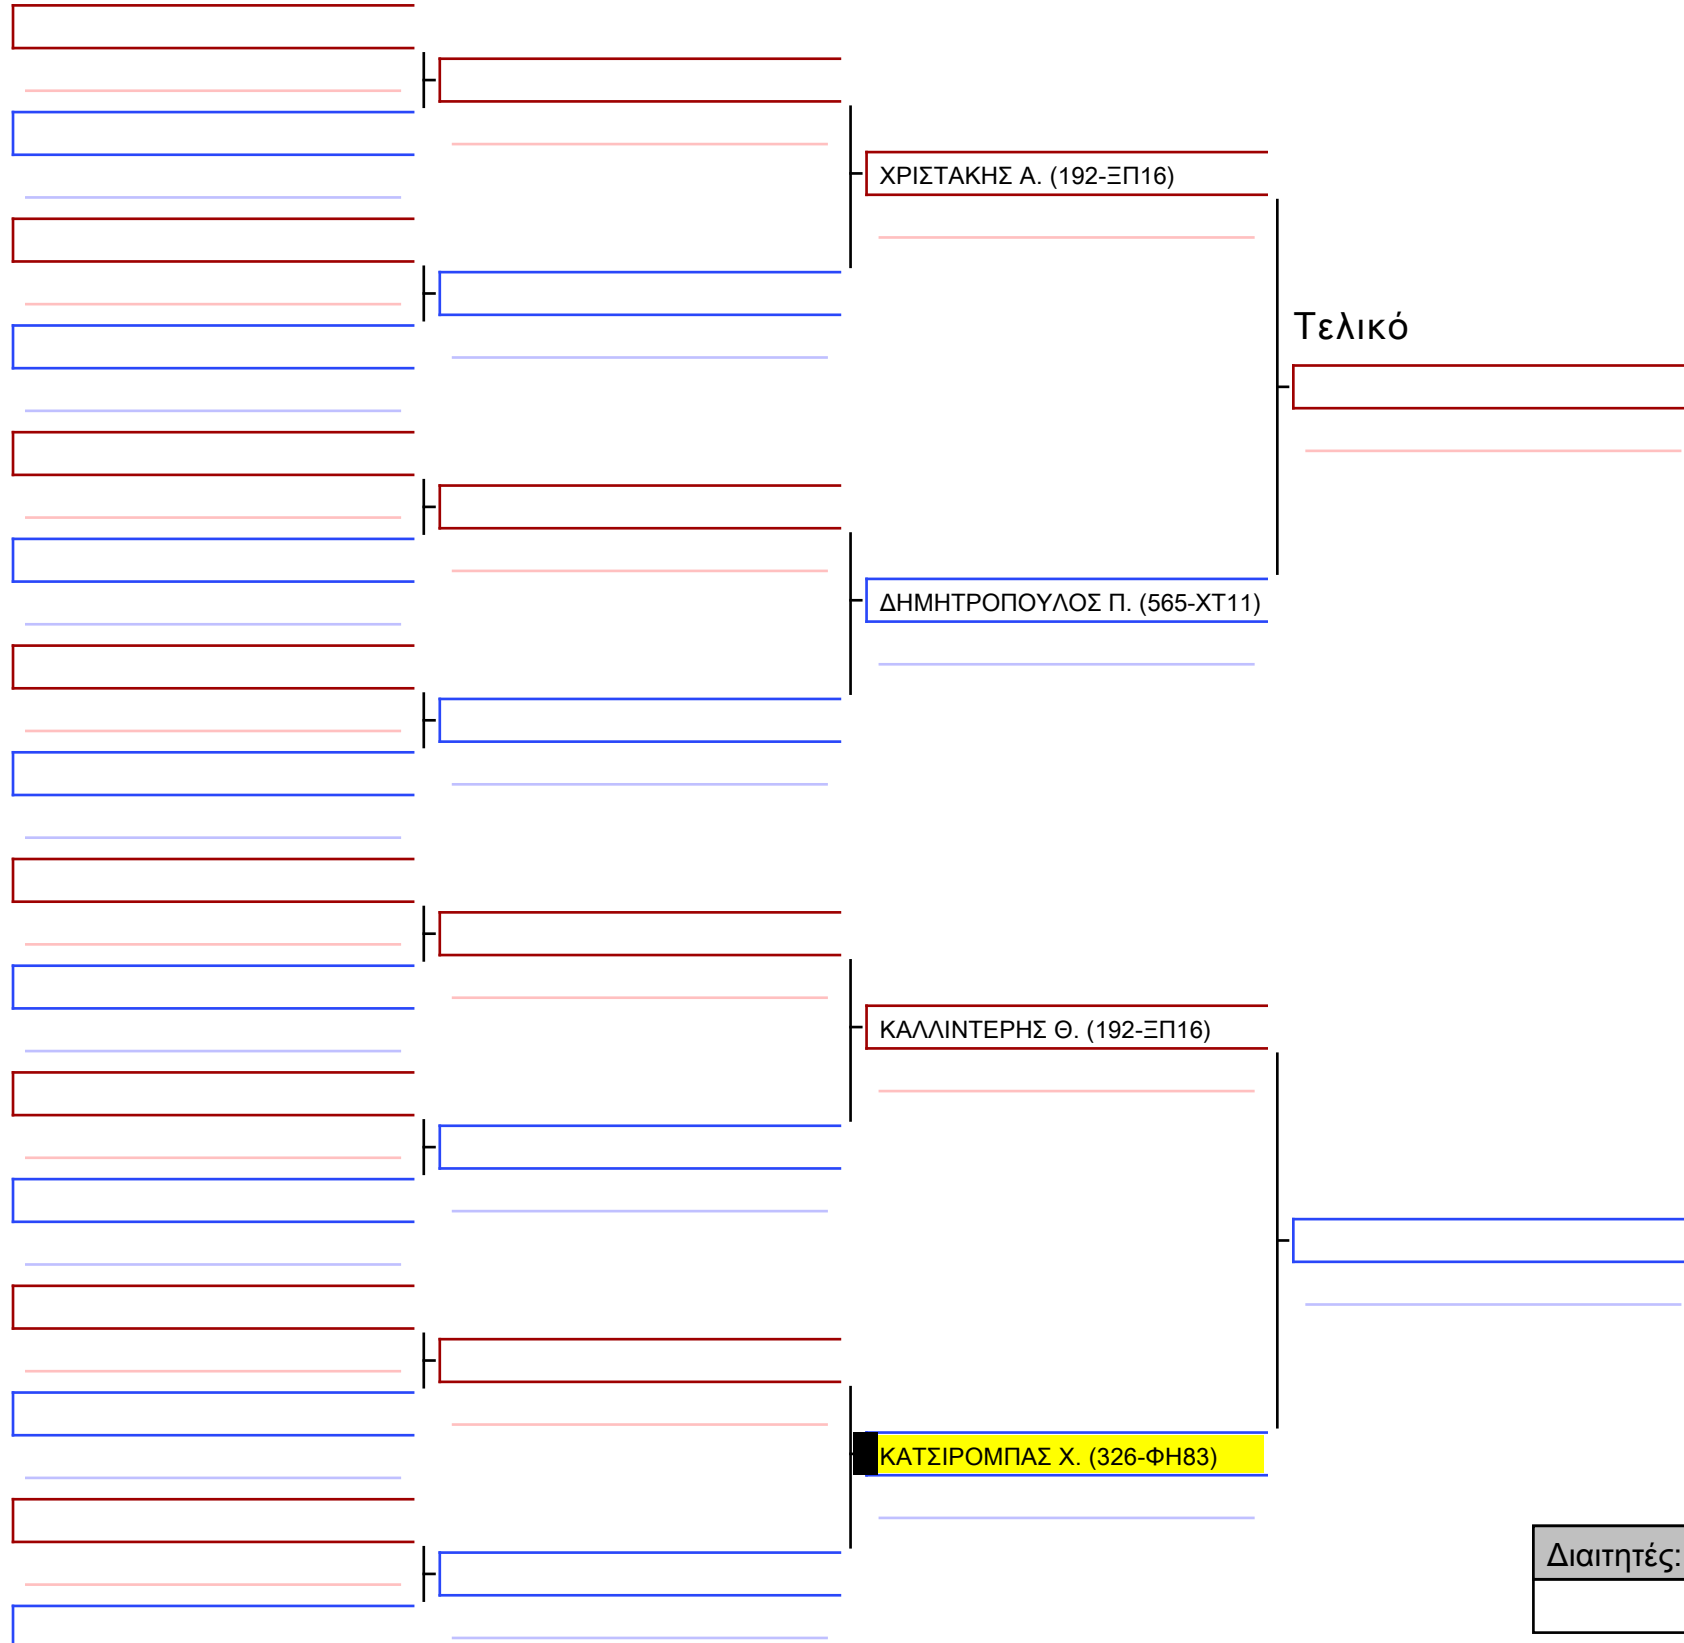 ΧΡΙΣΤΑΚΗΣ Α. (192-ΞΠ16)
Τελικό
ΔΗΜΗΤΡΟΠΟΥΛΟΣ Π. (565-ΧΤ11)
ΚΑΛΛΙΝΤΕΡΗΣ Θ. (192-ΞΠ16)
ΚΑΤΣΙΡΟΜΠΑΣ Χ. (326-ΦΗ83)
Διαιτητές: